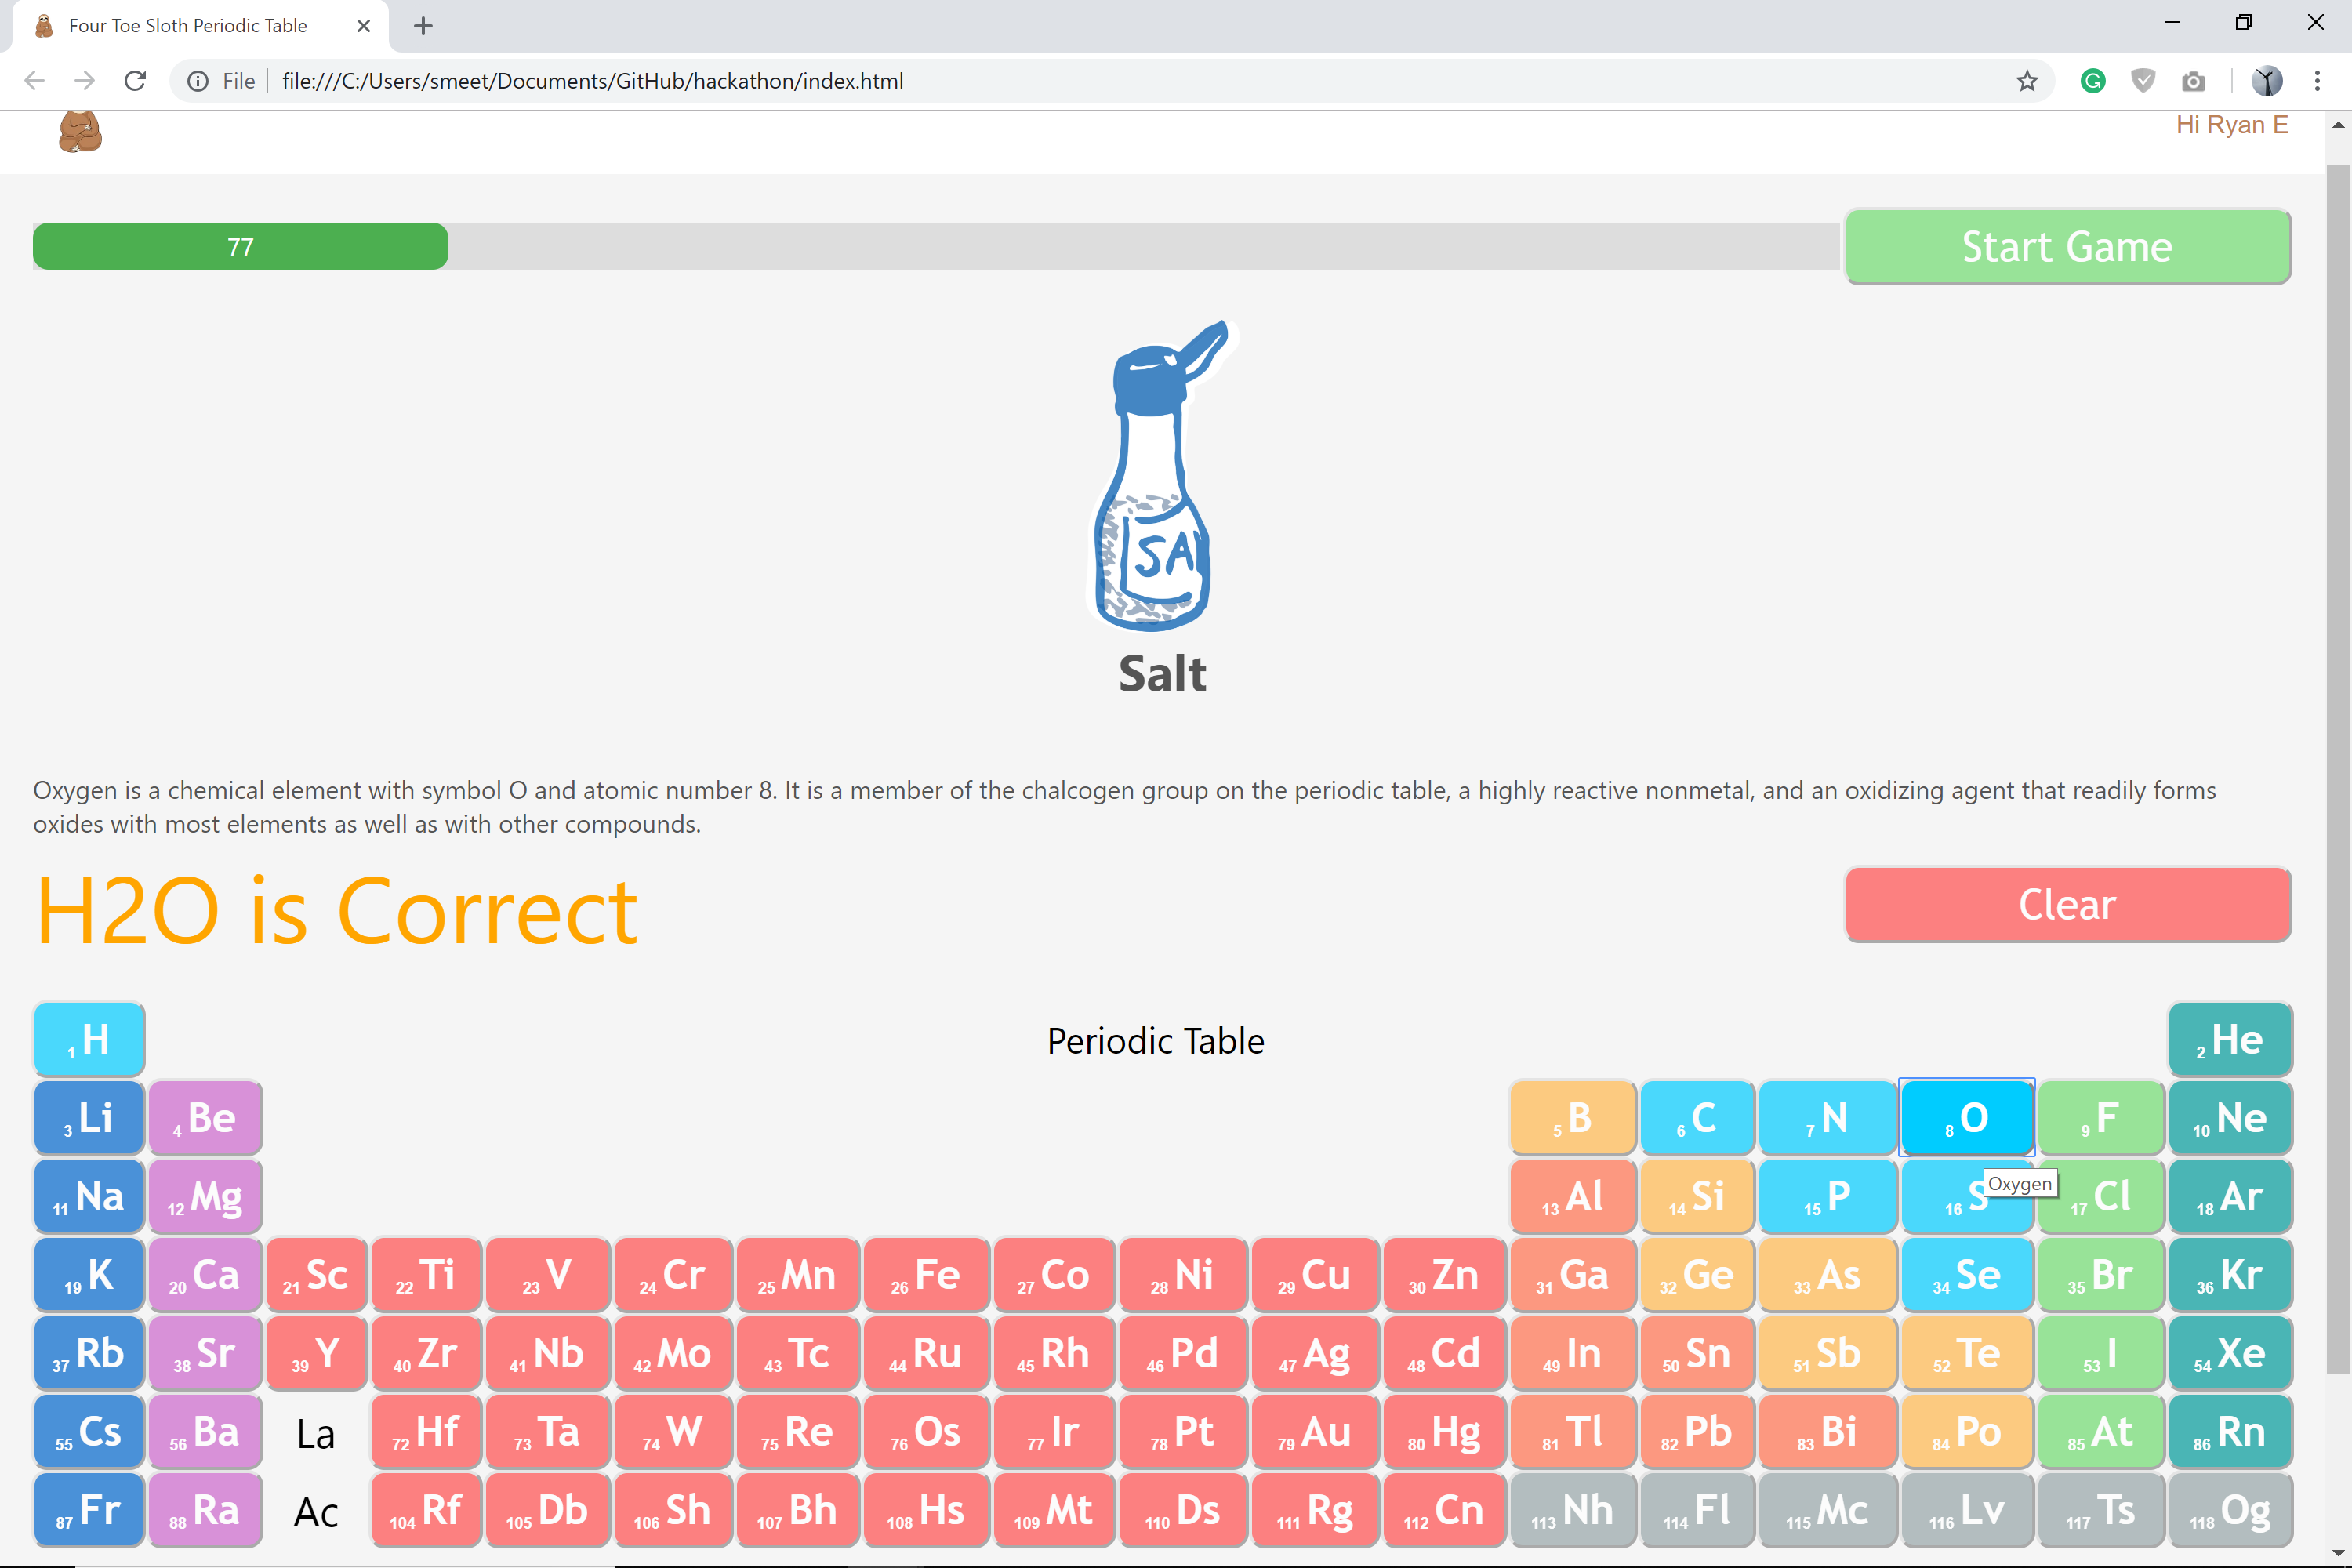 Four Toe Sloth Periodic Table
File file:///C:/Users/smeet/Documents/GitHub/hackathon/index.html
Hi Ryan E
77
Start Game
SA
Salt
Oxygen is a chemical element with symbol O and atomic number 8. It is a member of the chalcogen group on the periodic table, a highly reactive nonmetal, and an oxidizing agent that readily forms
oxides with most elements as well as with other compounds.
H2O is Correct
Clear
1 H Periodic Table 2 He
3 Li 4 Be 5 B 6 C 7 N 8 O 9 F 10 Ne
11 Na 12 Mg 13 Al 14 Si 15 P 16 S 17 Cl 18 Ar
Oxygen
19 K 20 Ca 21 Sc 22 Ti 23 V 24 Cr 25 Mn 26 Fe 27 Co 28 Ni 29 Cu 30 Zn 31 Ga 32 Ge 33 As 34 Se 35 Br 36 Kr
37 Rb 38 Sr 39 Y 40 Zr 41 Nb 42 Mo 43 Tc 44 Ru 45 Rh 46 Pd 47 Ag 48 Cd 49 In 50 Sn 51 Sb 52 Te 53 I 54 Xe
55 Cs 56 Ba La 72 Hf 73 Ta 74 W 75 Re 76 Os 77 Ir 78 Pt 79 Au 80 Hg 81 Tl 82 Pb 83 Bi 84 Po 85 At 86 Rn
87 Fr 88 Ra Ac 104 Rf 105 Db 106 Sh 107 Bh 108 Hs 109 Mt 110 Ds 111 Rg 112 Cn 113 Nh 114 Fl 115 Mc 116 Lv 117 Ts 118 Og